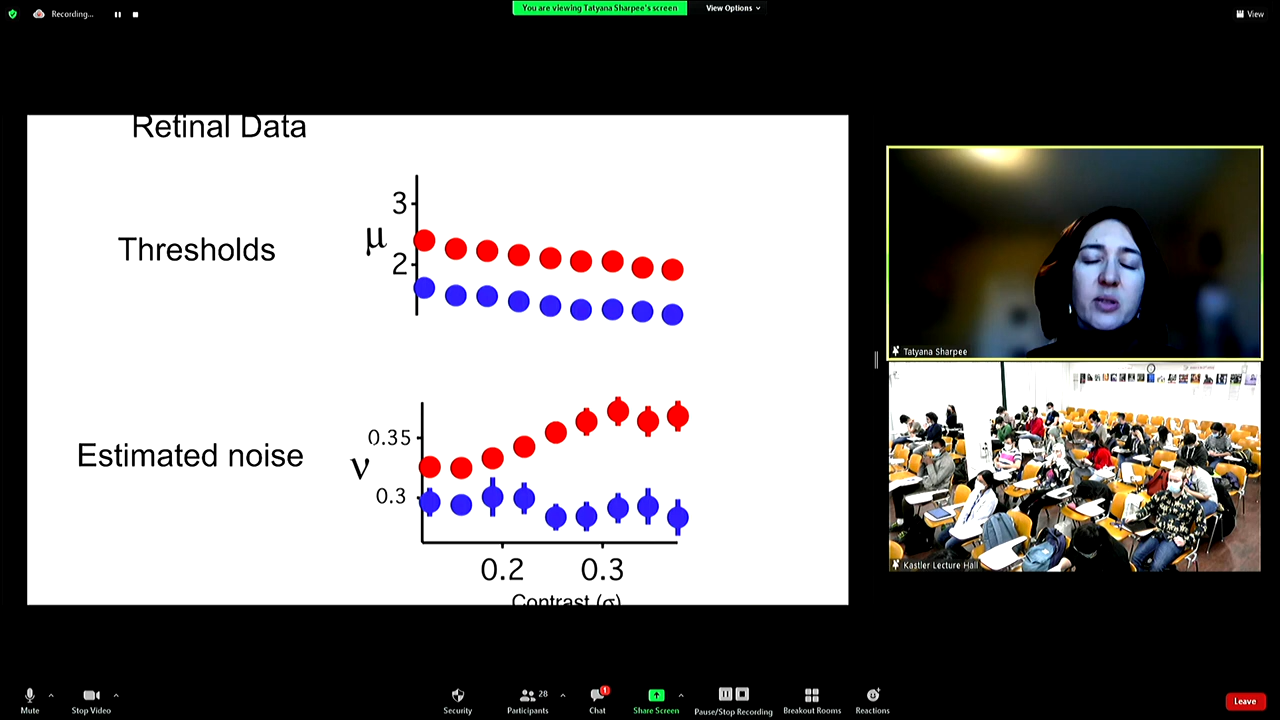 Recording...
You are viewing Tatyana Sharpee's screen
View Options
View
Retinal Data
Thresholds
μ
3
2
Estimated noise
ν
0.35
0.3
0.2 0.3
Contrast (σ)
Tatyana Sharpee
Kastler Lecture Hall
Mute
Stop Video
Security
Participants
28
Chat
1
Share Screen
Pause/Stop Recording
Breakout Rooms
Reactions
Leave